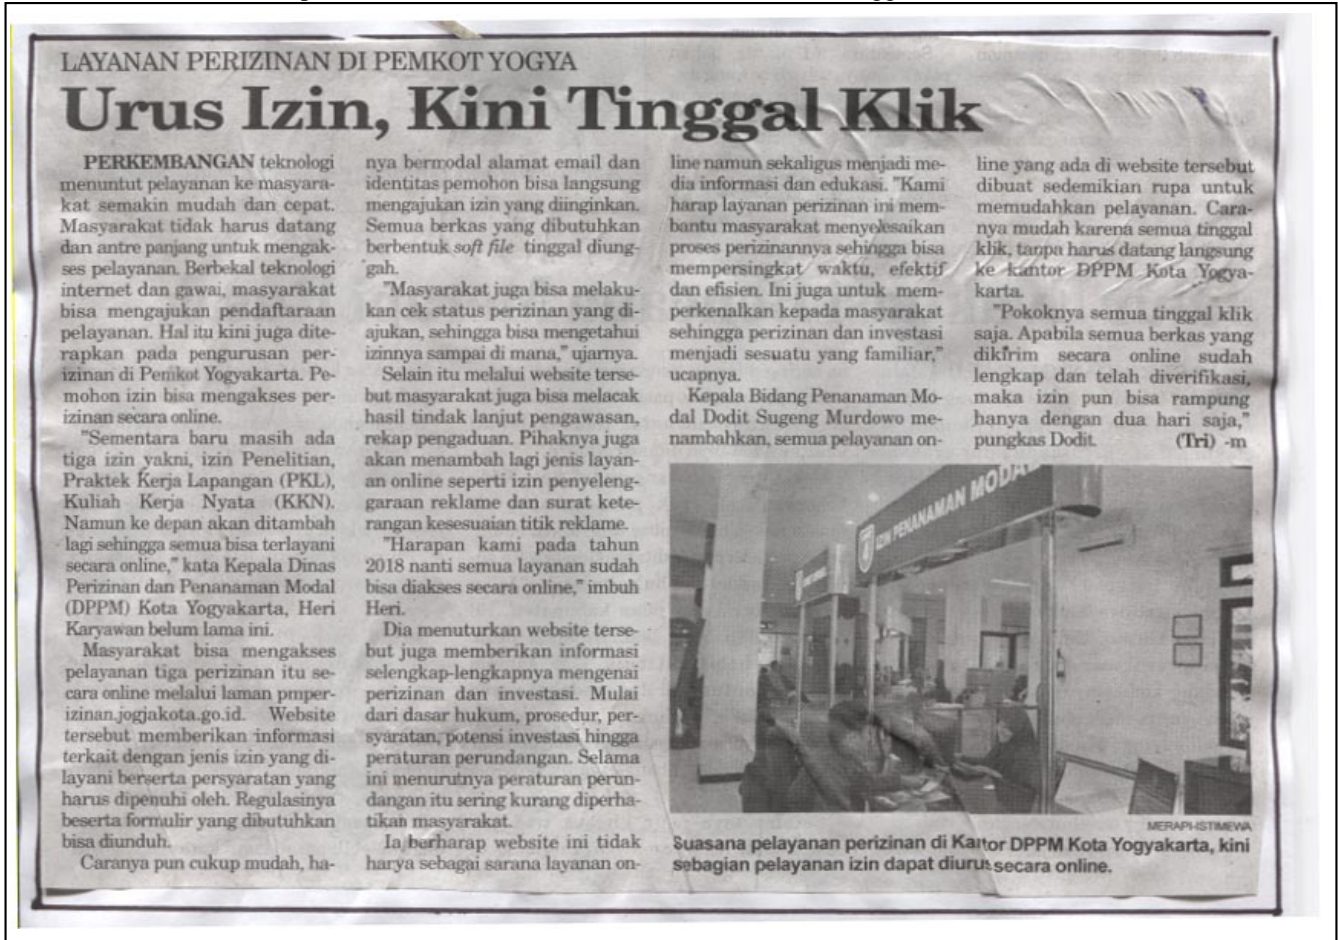 LAYANAN PERIZINAN DI PEMKOT YOGYA
Urus Izin, Kini Tinggal Klik
PERKEMBANGAN teknologi
menuntut pelayanan ke masyara-
kat semakin mudah dan cepat.
Masyarakat tidak harus datang
dan antre panjang untuk mengak-
ses pelayanan. Berbekal teknologi
internet dan gawai, masyarakat
bisa mengajukan pendaftaraan
pelayanan. Hal itu kini juga dite-
rapkan pada pengurusan per-
izinan di Pemkot Yogyakarta. Pe-
mohon izin bisa mengakses per-
izinan secara online.
"Sementara baru masih ada
tiga izin yakni, izin Penelitian,
Praktek Kerja Lapangan (PKL),
Kuliah Kerja Nyata (KKN).
Namun ke depan akan ditambah
lagi sehingga semua bisa terlayani
secara online," kata Kepala Dinas
Perizinan dan Penanaman Modal
(DPPM) Kota Yogyakarta, Heri
Karyawan belum lama ini.
Masyarakat bisa mengakses
pelayanan tiga perizinan itu se-
cara online melalui laman pmper-
izinan.jogjakota.go.id. Website
tersebut memberikan informasi
terkait dengan jenis izin yang di-
layani berserta persyaratan yang
harus dipenuhi oleh. Regulasinya
beserta formulir yang dibutuhkan
bisa diunduh.
Caranya pun cukup mudah, ha-
nya bermodal alamat email dan
identitas pemohon bisa langsung
mengajukan izin yang diinginkan.
Semua berkas yang dibutuhkan
berbentuk soft file tinggal diung-
gah.
"Masyarakat juga bisa melaku-
kan cek status perizinan yang di-
ajukan, sehingga bisa mengetahui
izinnya sampai di mana," ujarnya.
Selain itu melalui website terse-
but masyarakat juga bisa melacak
hasil tindak lanjut pengawasan,
rekap pengaduan. Pihaknya juga
akan menambah lagi jenis layan-
an online seperti izin penyeleng-
garaan reklame dan surat kete-
rangan kesesuaian titik reklame.
"Harapan kami pada tahun
2018 nanti semua layanan sudah
bisa diakses secara online," imbuh
Heri.
Dia menuturkan website terse-
but juga memberikan informasi
selengkap-lengkapnya mengenai
perizinan dan investasi. Mulai
dari dasar hukum, prosedur, per-
syaratan, potensi investasi hingga
peraturan perundangan. Selama
ini menurutnya peraturan perun-
dangan itu sering kurang diperha-
tikan masyarakat.
Ia berharap website ini tidak
hanya sebagai sarana layanan on-
line namun sekaligus menjadi me-
dia informasi dan edukasi. "Kami
harap layanan perizinan ini mem-
bantu masyarakat menyelesaikan
proses perizinannya sehingga bisa
mempersingkat waktu, efektif
dan efisien. Ini juga untuk mem-
perkenalkan kepada masyarakat
sehingga perizinan dan investasi
menjadi sesuatu yang familiar,"
ucapnya.
Kepala Bidang Penanaman Mo-
dal Dodit Sugeng Murdowo me-
nambahkan, semua pelayanan on-
line yang ada di website tersebut
dibuat sedemikian rupa untuk
memudahkan pelayanan. Cara-
nya mudah karena semua tinggal
klik, tanpa harus datang langsung
ke kantor DPPM Kota Yogya-
karta.
"Pokoknya semua tinggal klik
saja. Apabila semua berkas yang
dikirim secara online sudah
lengkap dan telah diverifikasi,
maka izin pun bisa rampung
hanya dengan dua hari saja,"
pungkas Dodit. (Tri) -m
IZIN PENANAMAN MODAL
MERAPI-ISTIMEWA
Suasana pelayanan perizinan di Kantor DPPM Kota Yogyakarta, kini
sebagian pelayanan izin dapat diurus secara online.